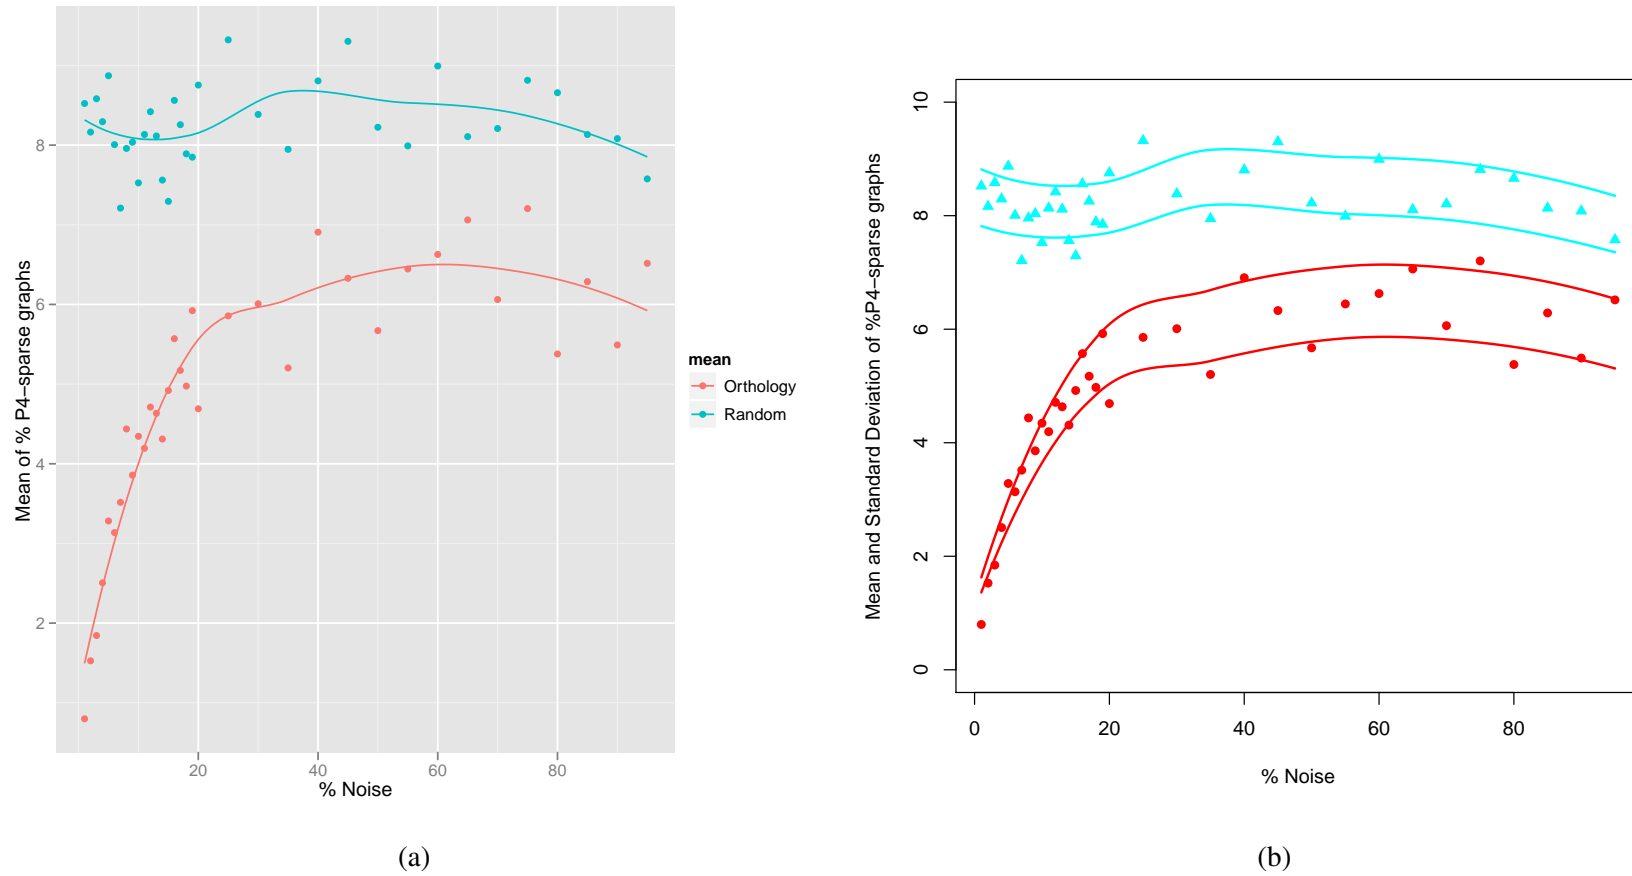 Mean of % P4−sparse graphs
8
6
4
2
20 40 60 80
% Noise
mean
Orthology
Random
(a)
Mean and Standard Deviation of %P4−sparse graphs
10
8
6
4
2
0
0 20 40 60 80
% Noise
(b)